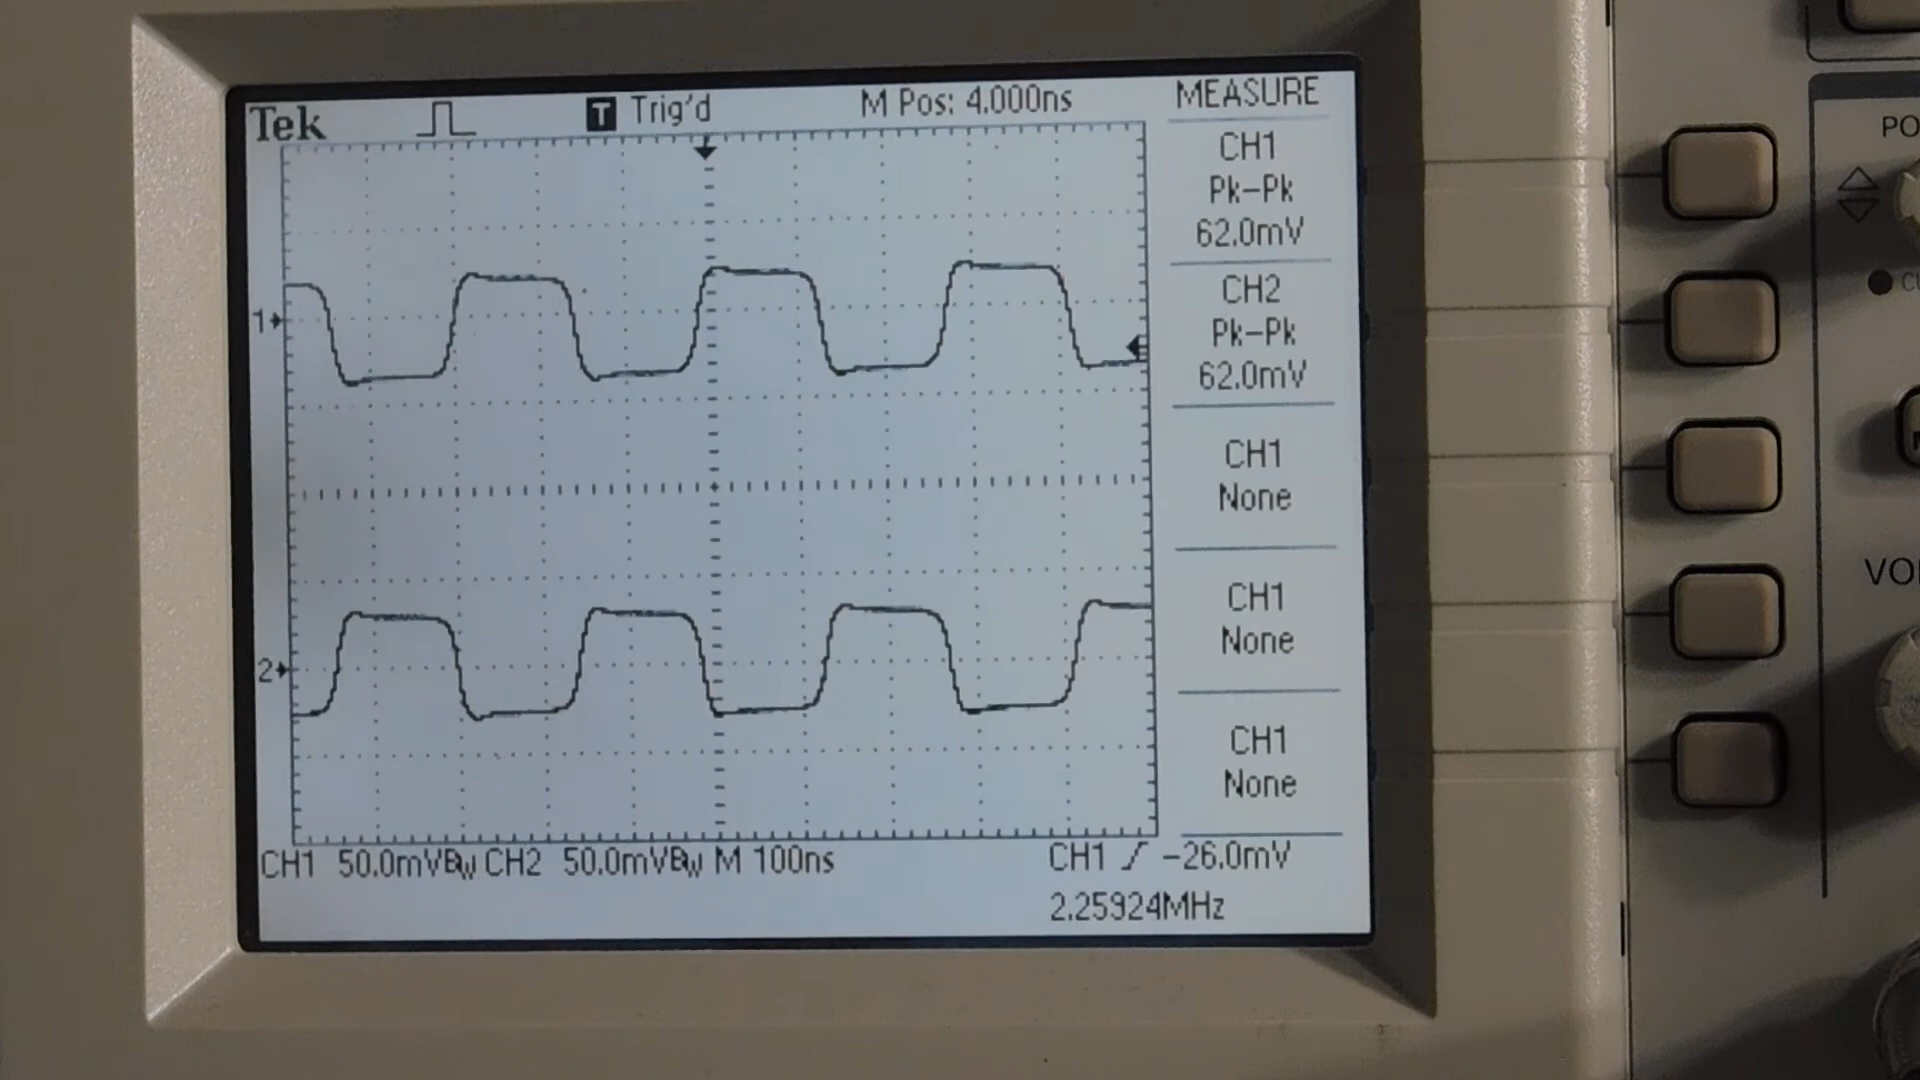 Tek T Trig'd M Pos: 4.000ns MEASURE
CH1
Pk-Pk
62.0mV
CH2
Pk-Pk
62.0mV
CH1
None
CH1
None
CH1
None
1
2
CH1 50.0mVBW CH2 50.0mVBW M 100ns CH1 -26.0mV
2.25924MHz
PO
CU
VO